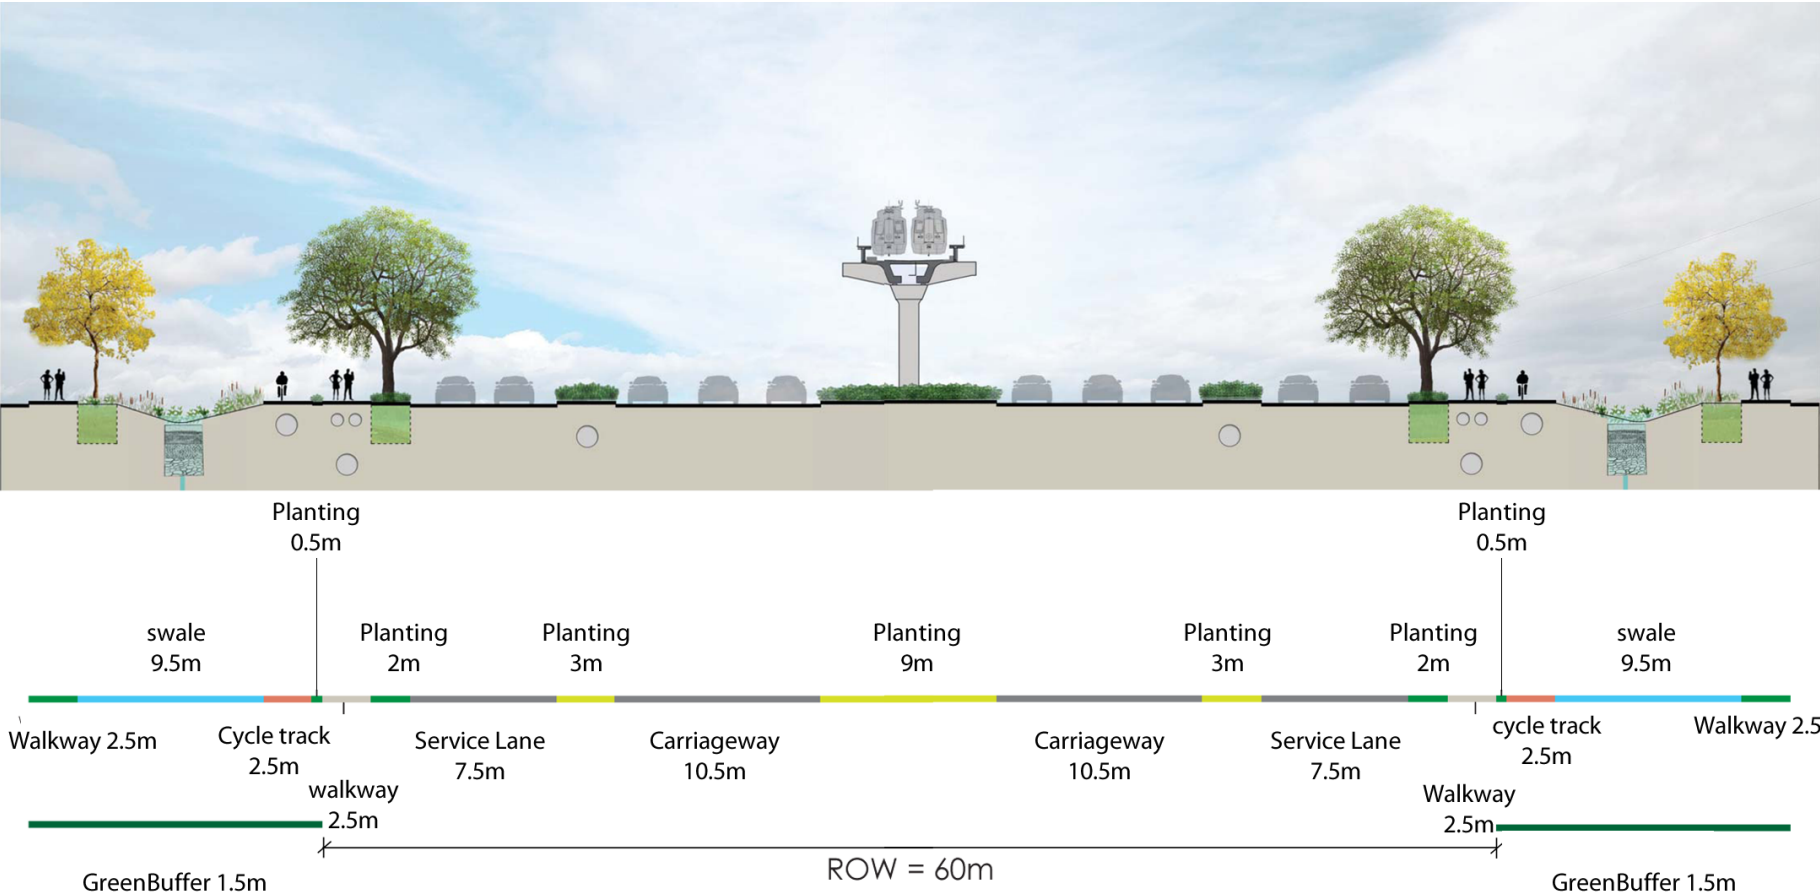 Planting
0.5m
Planting
0.5m
swale
9.5m
Planting
2m
Planting
3m
Planting
9m
Planting
3m
Planting
2m
swale
9.5m
Walkway 2.5m
Cycle track
2.5m
Service Lane
7.5m
Carriageway
10.5m
Carriageway
10.5m
Service Lane
7.5m
cycle track
2.5m
Walkway 2.5
walkway
2.5m
Walkway
2.5m
ROW = 60m
GreenBuffer 1.5m
GreenBuffer 1.5m